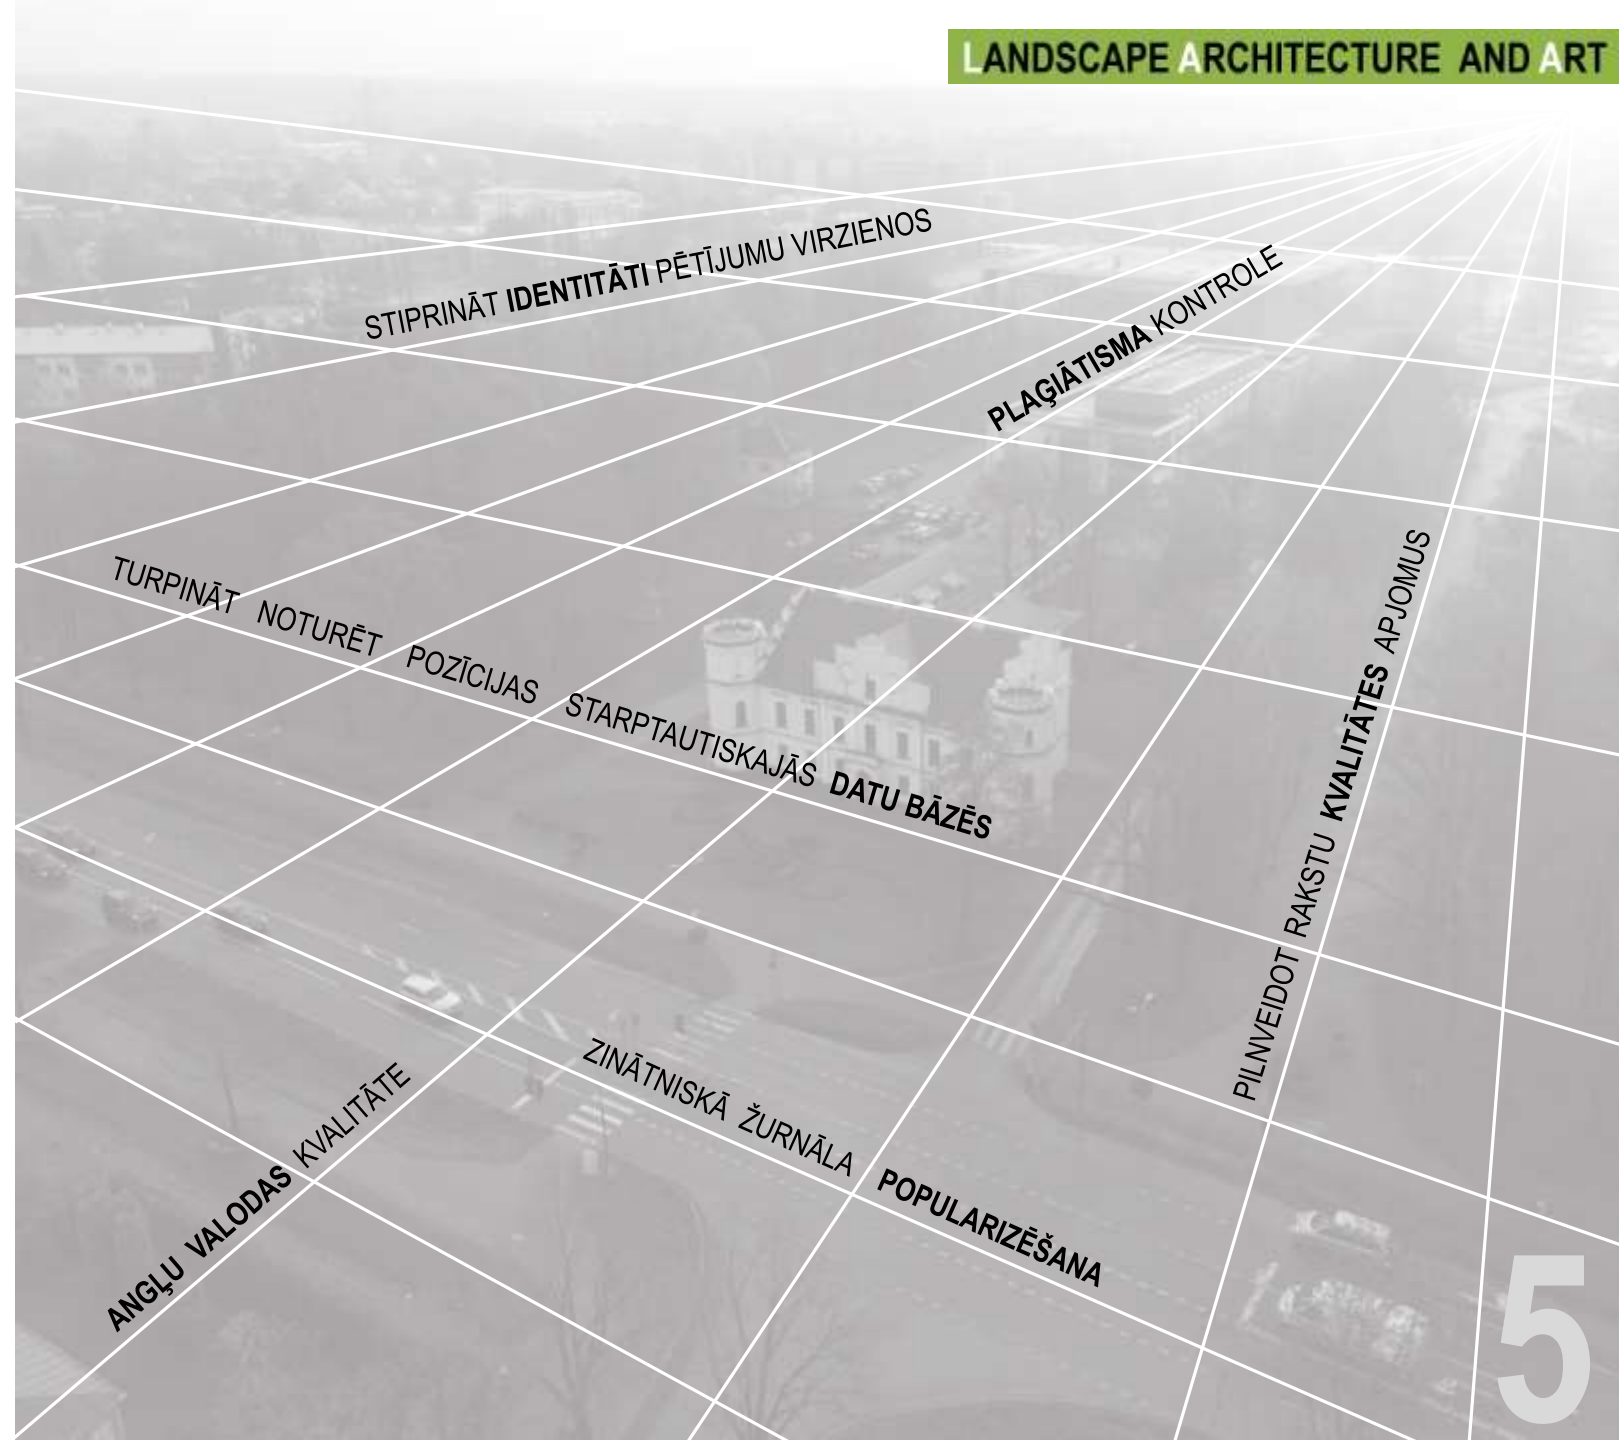 LANDSCAPE ARCHITECTURE AND ART
STIPRINĀT IDENTITĀTI PĒTĪJUMU VIRZIENOS
PLAĢIĀTISMA KONTROLE
TURPINĀT NOTURĒT POZĪCIJAS STARPTAUTISKAJĀS DATU BĀZĒS
PILNVEIDOT RAKSTU KVALITĀTES APJOMUS
ZINĀTNISKĀ ŽURNĀLA POPULARIZĒŠANA
ANGĻU VALODAS KVALITĀTE
5